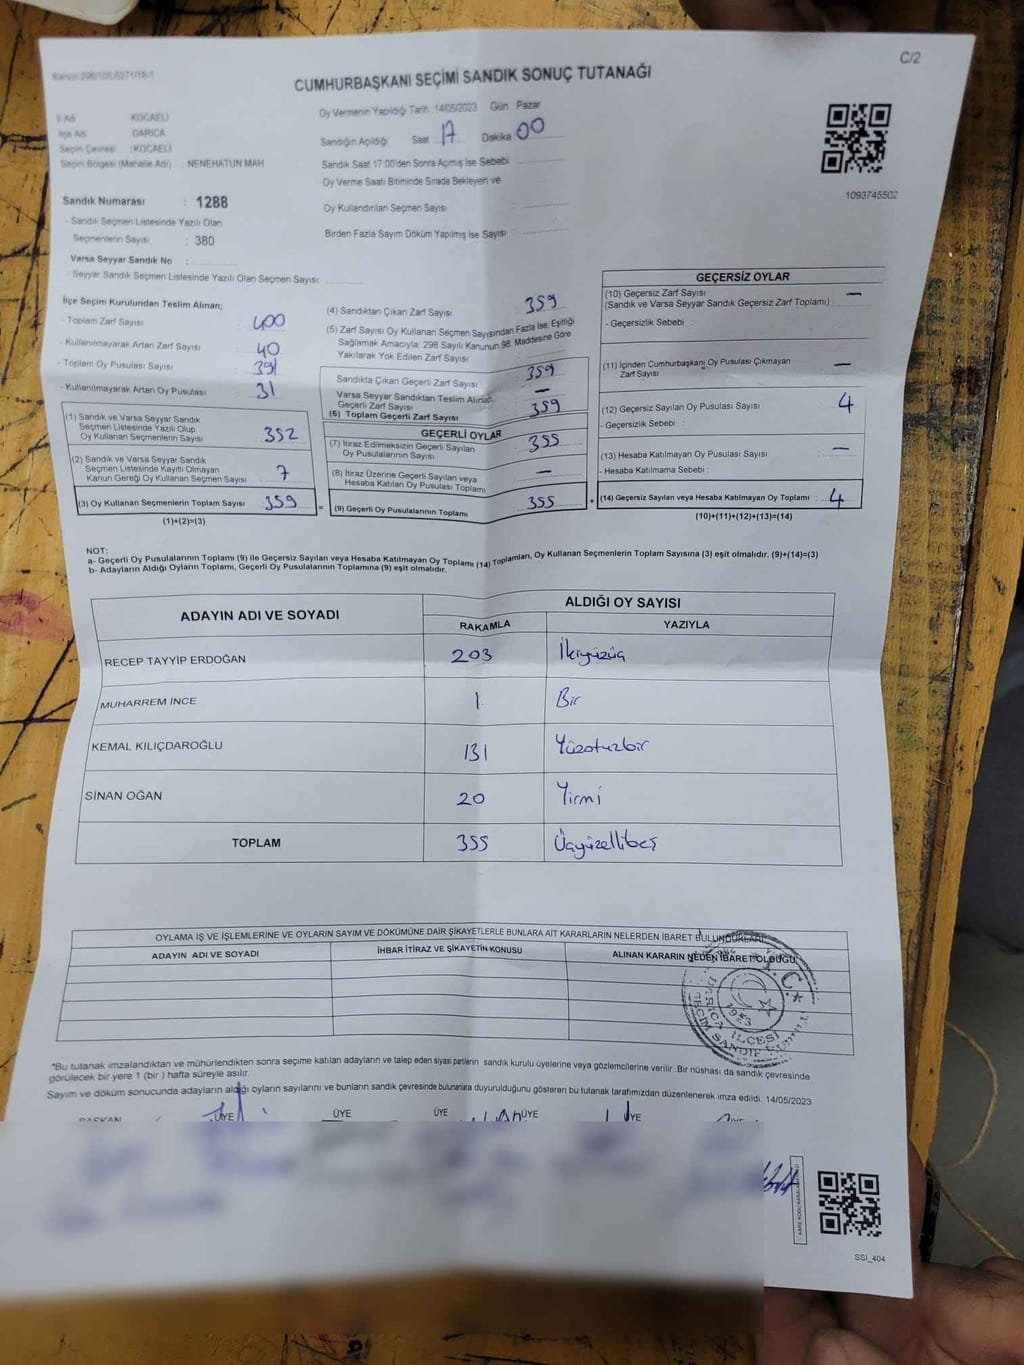 C/2
CUMHURBAŞKANI SEÇİMİ SANDIK SONUÇ TUTANAĞI
İl Adı KOCAELİ
İlçe Adı DARICA
Seçim Çevresi : KOCAELİ
Seçim Bölgesi (Mahalle Adı) NENEHATUN MAH
Sandık Numarası : 1288
- Sandık Seçmen Listesinde Yazılı Olan
Seçmenlerin Sayısı : 380
Varsa Seyyar Sandık No :
- Seyyar Sandık Seçmen Listesinde Yazılı Olan Seçmen Sayısı:
Oy Vermenin Yapıldığı Tarih :14/05/2023 Gün : Pazar
Sandığın Açıldığı Saat 17 Dakika 00
Sandık Saat 17:00'den Sonra Açılmış İse Sebebi
Oy Verme Saati Bitiminde Sırada Bekleyen ve
Oy Kullandırılan Seçmen Sayısı
Birden Fazla Sayım Döküm Yapılmış İse Sayısı
1093745502
İlçe Seçim Kurulundan Teslim Alınan;
- Toplam Zarf Sayısı : 400
- Kullanılmayarak Artan Zarf Sayısı : 40
- Toplam Oy Pusulası Sayısı : 391
- Kullanılmayarak Artan Oy Pusulası : 31
(1) Sandık ve Varsa Seyyar Sandık
Seçmen Listesinde Yazılı Olup
Oy Kullanan Seçmenlerin Sayısı : 352
(2) Sandık ve Varsa Seyyar Sandık
Seçmen Listesinde Kayıtlı Olmayan
Kanun Gereği Oy Kullanan Seçmen Sayısı : 7
(3) Oy Kullanan Seçmenlerin Toplam Sayısı : 359
(1)+(2)=(3)
(4) Sandıktan Çıkan Zarf Sayısı : 359
(5) Zarf Sayısı Oy Kullanan Seçmen Sayısından Fazla İse, Eşitliği
Sağlamak Amacıyla, 298 Sayılı Kanunun 98. Maddesine Göre
Yakılarak Yok Edilen Zarf Sayısı
Sandıkta Çıkan Geçerli Zarf Sayısı : 359
Varsa Seyyar Sandıktan Teslim Alınan
Geçerli Zarf Sayısı —
(6) Toplam Geçerli Zarf Sayısı 359
GEÇERLİ OYLAR
(7) İtiraz Edilmeksizin Geçerli Sayılan
Oy Pusulalarının Sayısı : 355
(8) İtiraz Üzerine Geçerli Sayılan veya
Hesaba Katılan Oy Pusulası Toplamı —
(9) Geçerli Oy Pusulalarının Toplamı 355
GEÇERSİZ OYLAR
(10) Geçersiz Zarf Sayısı —
(Sandık ve Varsa Seyyar Sandık Geçersiz Zarf Toplamı)
- Geçersizlik Sebebi :
(11) İçinden Cumhurbaşkanı Oy Pusulası Çıkmayan —
Zarf Sayısı
(12) Geçersiz Sayılan Oy Pusulası Sayısı : 4
- Geçersizlik Sebebi :
(13) Hesaba Katılmayan Oy Pusulası Sayısı : —
- Hesaba Katılmama Sebebi :
(14) Geçersiz Sayılan veya Hesaba Katılmayan Oy Toplamı : 4
(10)+(11)+(12)+(13)=(14)
NOT:
a- Geçerli Oy Pusulalarının Toplamı (9) ile Geçersiz Sayılan veya Hesaba Katılmayan Oy Toplamı (14) Toplamları, Oy Kullanan Seçmenlerin Toplam Sayısına (3) eşit olmalıdır. (9)+(14)=(3)
b- Adayların Aldığı Oyların Toplamı, Geçerli Oy Pusulalarının Toplamına (9) eşit olmalıdır.
ADAYIN ADI VE SOYADI ALDIĞI OY SAYISI
RAKAMLA YAZIYLA
RECEP TAYYİP ERDOĞAN 203 İkiyüzüç
MUHARREM İNCE 1 Bir
KEMAL KILIÇDAROĞLU 131 Yüzotuzbir
SİNAN OĞAN 20 Yirmi
TOPLAM 355 Üçyüzellibeş
OYLAMA İŞ VE İŞLEMLERİNE VE OYLARIN SAYIM VE DÖKÜMÜNE DAİR ŞİKAYETLERLE BUNLARA AİT KARARLARIN NELERDEN İBARET BULUNDUKLARI
ADAYIN ADI VE SOYADI İHBAR İTİRAZ VE ŞİKAYETİN KONUSU ALINAN KARARIN NEDEN İBARET OLDUĞU
T.C.
DARICA İLÇESİ
SEÇİM SANDIK KURULU
*Bu tutanak imzalandıktan ve mühürlendikten sonra seçime katılan adayların ve talep eden siyasi partilerin sandık kurulu üyelerine veya gözlemcilerine verilir. Bir nüshası da sandık çevresinde
görülecek bir yere 1 (bir ) hafta süreyle asılır.
Sayım ve döküm sonucunda adayların aldığı oyların sayılarını ve bunların sandık çevresinde bulunanlara duyurulduğunu gösteren bu tutanak tarafımızdan düzenlenerek imza edildi. 14/05/2023
BAŞKAN ÜYE ÜYE ÜYE ÜYE ÜYE ÜYE
SSI_404